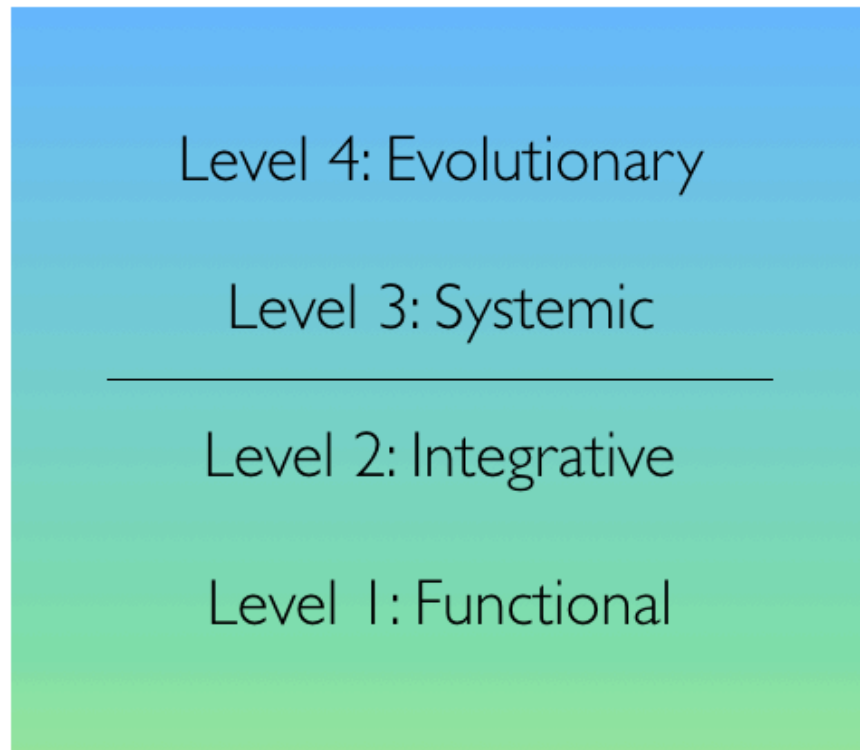 Level 4: Evolutionary
Level 3: Systemic
Level 2: Integrative
Level 1: Functional